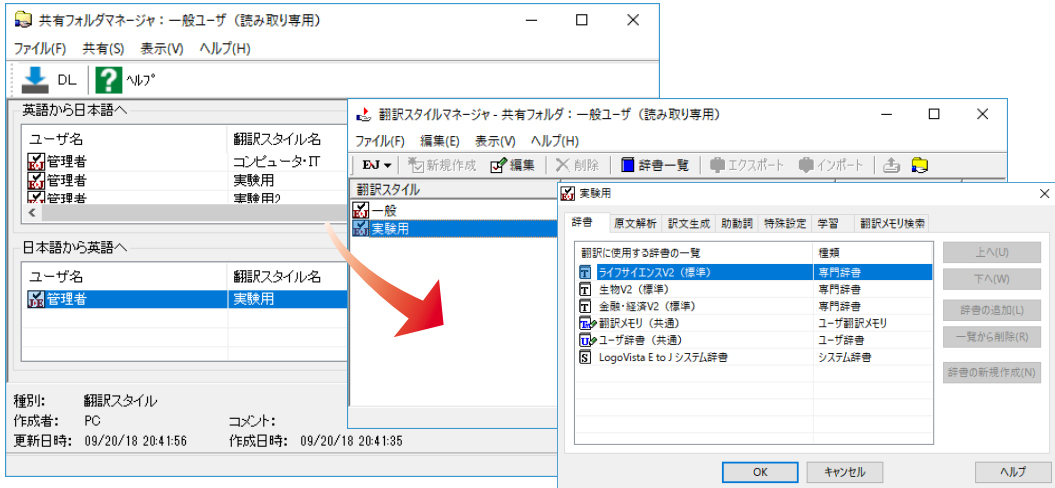 共有フォルダマネージャ：一般ユーザ（読み取り専用）
ファイル(F) 共有(S) 表示(V) ヘルプ(H)
DL ヘルプ
英語から日本語へ
ユーザ名 翻訳スタイル名
管理者 コンピュータ・IT
管理者 実験用
管理者 実験用2
日本語から英語へ
ユーザ名 翻訳スタイル名
管理者 実験用
種別: 翻訳スタイル
作成者: PC コメント:
更新日時: 09/20/18 20:41:56 作成日時: 09/20/18 20:41:35
翻訳スタイルマネージャ - 共有フォルダ：一般ユーザ（読み取り専用）
ファイル(F) 編集(E) 表示(V) ヘルプ(H)
EJ 新規作成 編集 削除 辞書一覧 エクスポート インポート
翻訳スタイル
一般
実験用
実験用
辞書 原文解析 訳文生成 助動詞 特殊設定 学習 翻訳メモリ検索
翻訳に使用する辞書の一覧 種類
ライフサイエンスV2（標準） 専門辞書
生物V2（標準） 専門辞書
金融・経済V2（標準） 専門辞書
翻訳メモリ（共通） ユーザ翻訳メモリ
ユーザ辞書（共通） ユーザ辞書
LogoVista E to J システム辞書 システム辞書
上へ(U)
下へ(W)
辞書の追加(L)
一覧から削除(R)
辞書の新規作成(N)
OK キャンセル ヘルプ